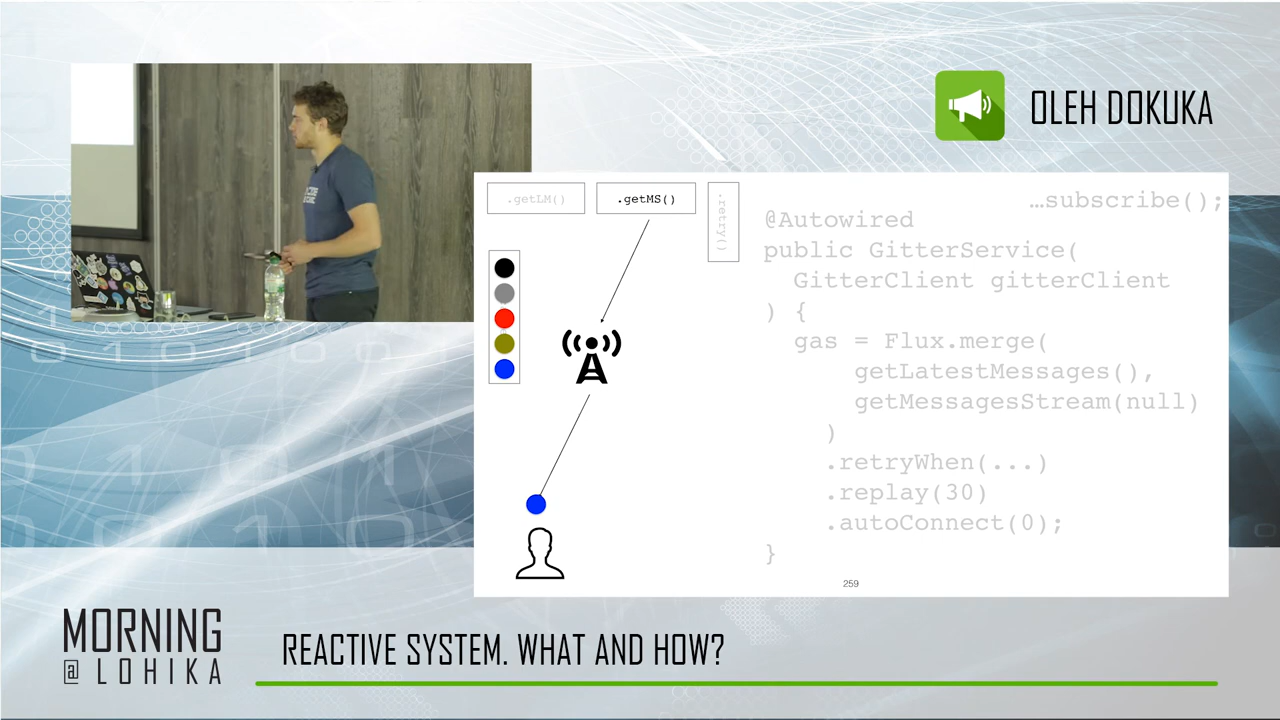 OLEH DOKUKA
.getLM()
.getMS()
.retry()
…subscribe();
@Autowired
public GitterService(
GitterClient gitterClient
) {
gas = Flux.merge(
getLatestMessages(),
getMessagesStream(null)
)
.retryWhen(...)
.replay(30)
.autoConnect(0);
}
259
MORNING
@ LOHIKA
REACTIVE SYSTEM. WHAT AND HOW?